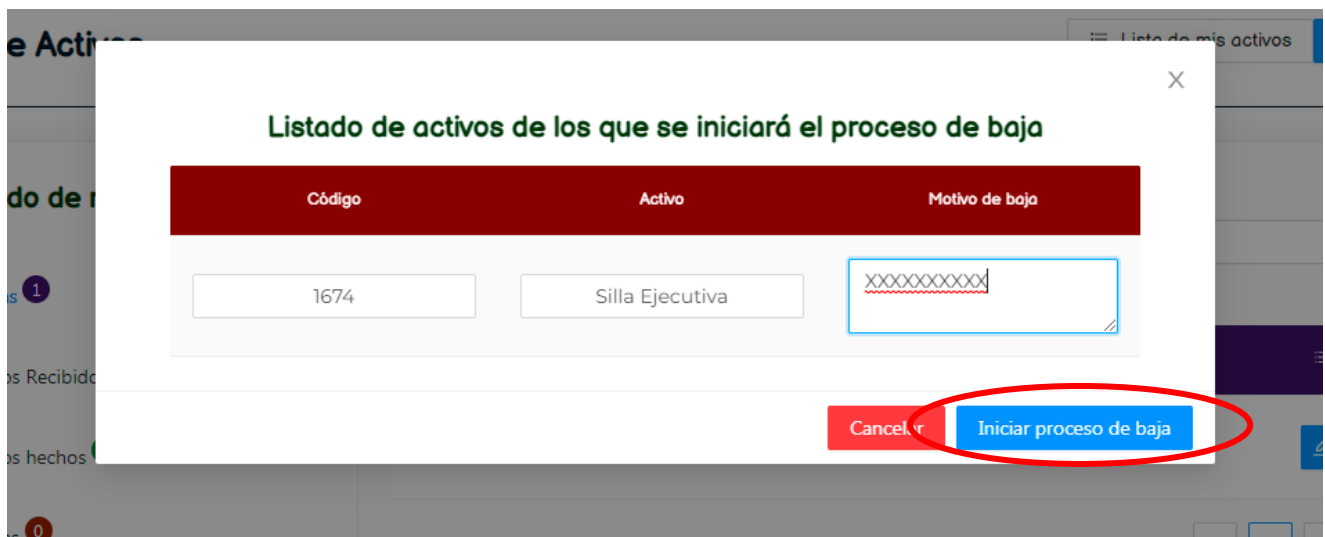 e Activos
Lista de mis activos
X
Listado de activos de los que se iniciará el proceso de baja
do de
Código Activo Motivo de baja
1
1674 Silla Ejecutiva XXXXXXXXXX
os Recibido
Cancelar Iniciar proceso de baja
os hechos
0